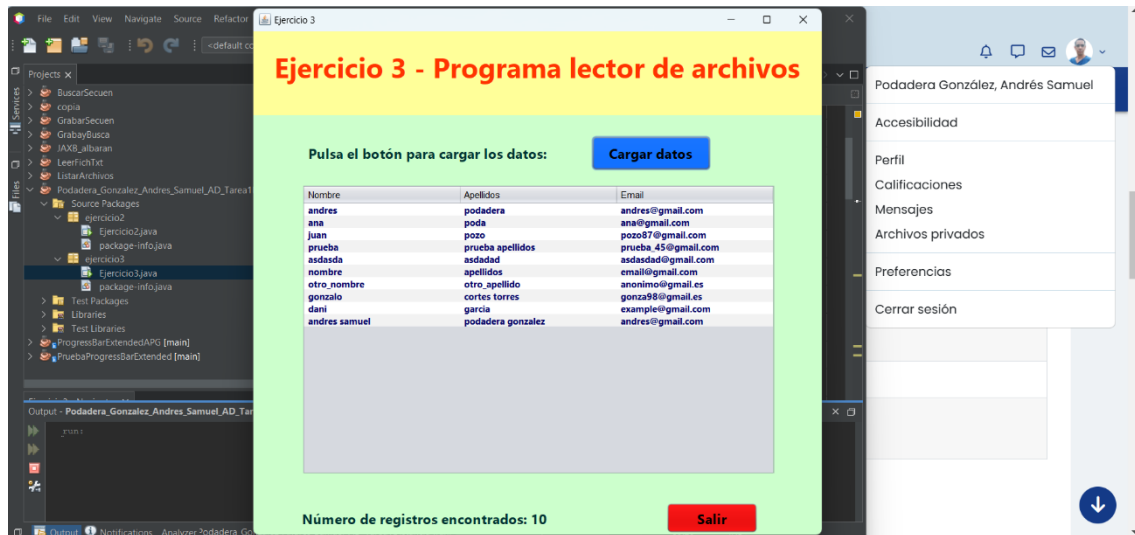 File Edit View Navigate Source Refactor
<default co
Projects
Services
Files
BuscarSecuen
copia
GrabarSecuen
GrabayBusca
JAXB_albaran
LeerFichTxt
ListarArchivos
Podadera_Gonzalez_Andres_Samuel_AD_Tarea1
Source Packages
ejercicio2
Ejercicio2.java
package-info.java
ejercicio3
Ejercicio3.java
package-info.java
Test Packages
Libraries
Test Libraries
ProgressBarExtendedAPG [main]
PruebaProgressBarExtended [main]
Output - Podadera_Gonzalez_Andres_Samuel_AD_Tar
run:
Output Notifications Analyzer Podadera_Go
Ejercicio 3
Ejercicio 3 - Programa lector de archivos
Pulsa el botón para cargar los datos: Cargar datos
Nombre Apellidos Email
andres podadera andres@gmail.com
ana poda ana@gmail.com
juan pozo pozo87@gmail.com
prueba prueba apellidos prueba_45@gmail.com
asdasda asdadad asdasdad@gmail.com
nombre apellidos email@gmail.com
otro_nombre otro_apellido anonimo@gmail.es
gonzalo cortes torres gonza98@gmail.es
dani garcia example@gmail.com
andres samuel podadera gonzalez andres@gmail.com
Número de registros encontrados: 10 Salir
Podadera González, Andrés Samuel
Accesibilidad
Perfil
Calificaciones
Mensajes
Archivos privados
Preferencias
Cerrar sesión